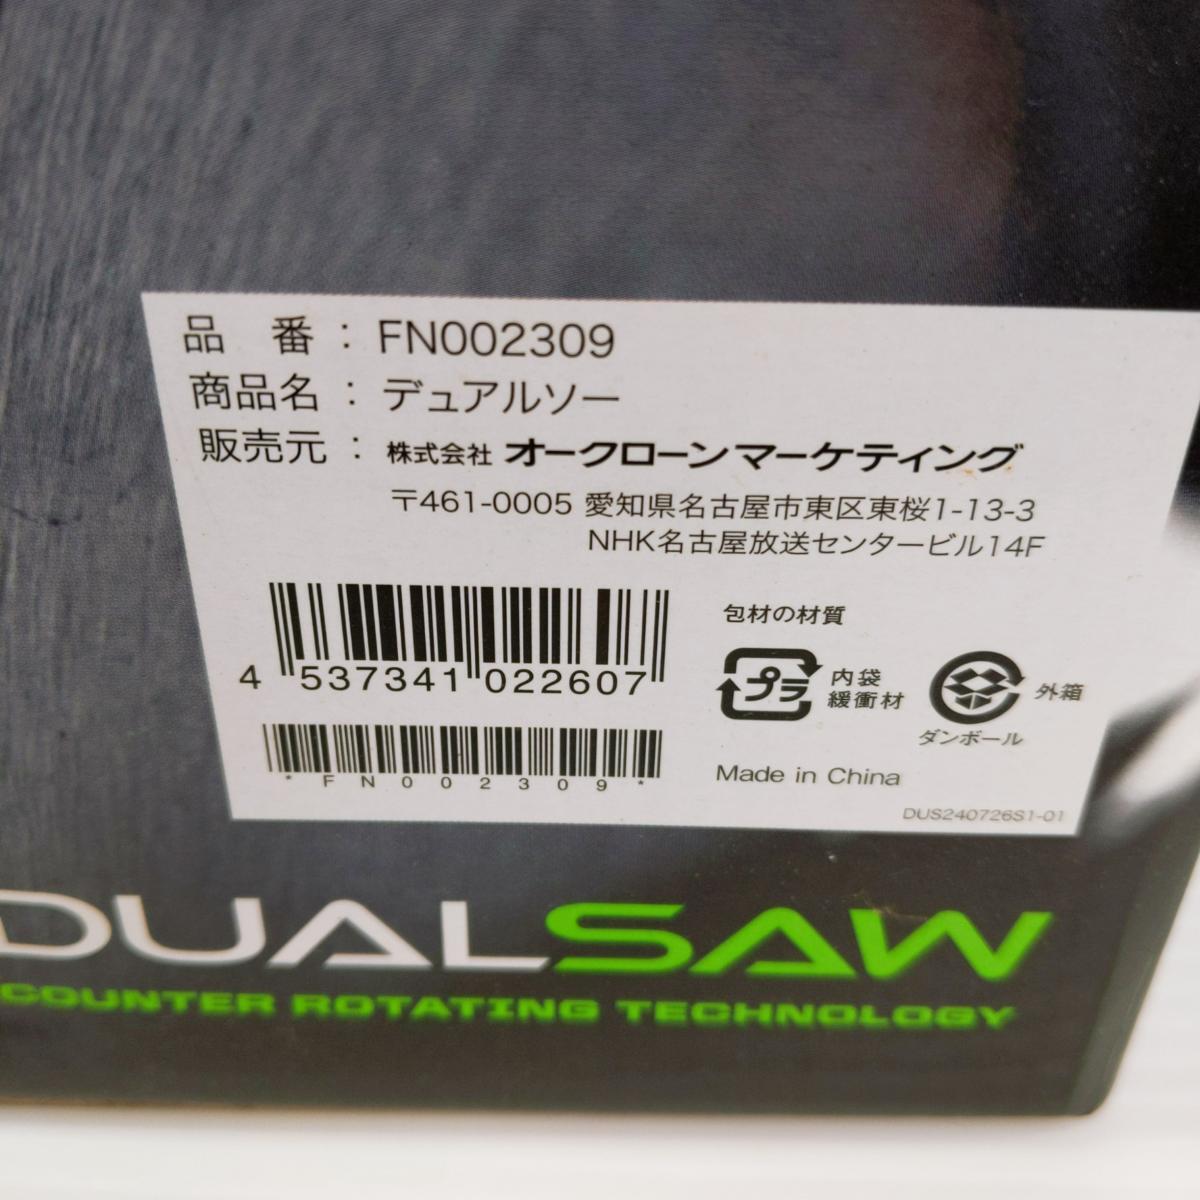 品　番：FN002309
商品名：デュアルソー
販売元：株式会社 オークローンマーケティング
〒461-0005 愛知県名古屋市東区東桜1-13-3
NHK名古屋放送センタービル14F
4 537341 022607
*FN002309*
包材の材質
プラ 内袋
緩衝材
外箱
ダンボール
Made in China
DUS240726S1-01
DUALSAW
COUNTER ROTATING TECHNOLOGY